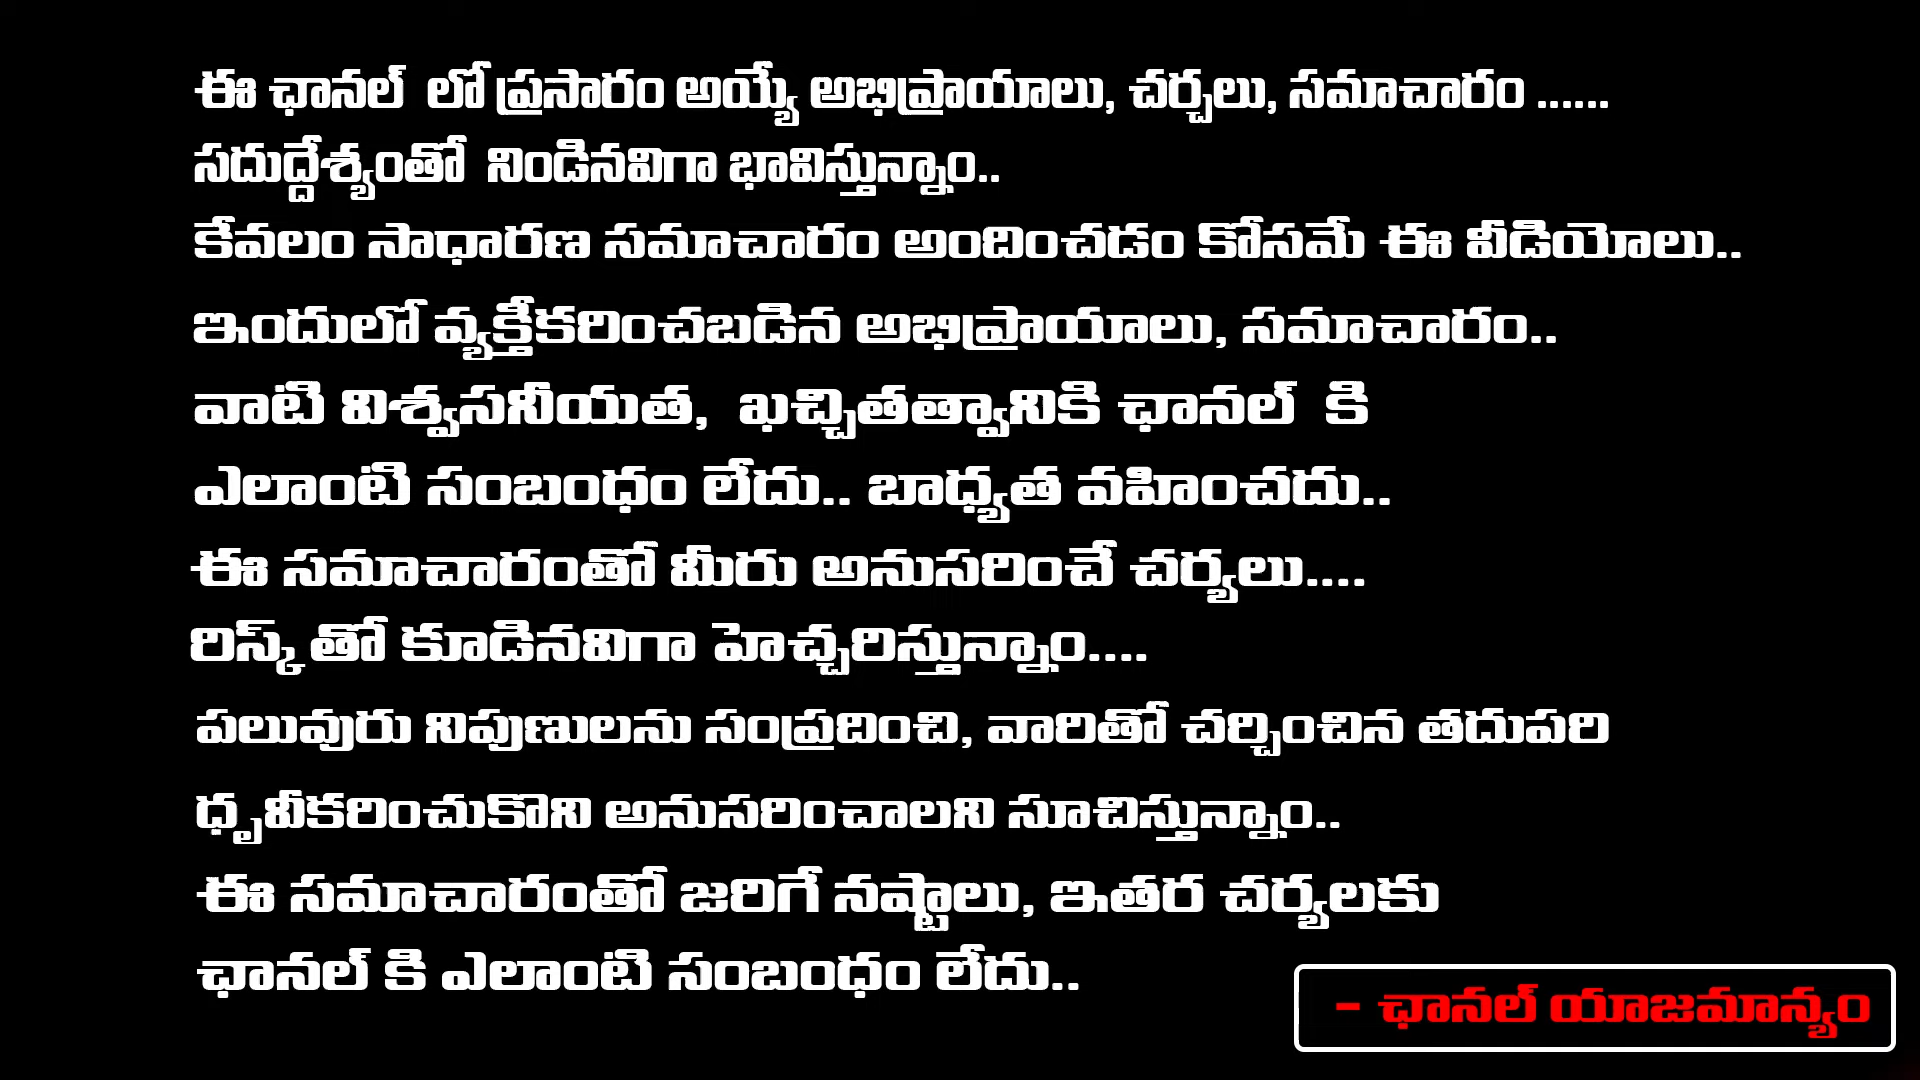 ఈ ఛానల్ లో ప్రసారం అయ్యే అభిప్రాయాలు, చర్చలు, సమాచారం ......
సదుద్దేశ్యంతో నిండినవిగా భావిస్తున్నాం..
కేవలం సాధారణ సమాచారం అందించడం కోసమే ఈ వీడియోలు..
ఇందులో వ్యక్తీకరించబడిన అభిప్రాయాలు, సమాచారం..
వాటి విశ్వసనీయత, ఖచ్చితత్వానికి ఛానల్ కి
ఎలాంటి సంబంధం లేదు.. బాధ్యత వహించదు..
ఈ సమాచారంతో మీరు అనుసరించే చర్యలు....
రిస్క్ తో కూడినవిగా హెచ్చరిస్తున్నాం....
పలువురు నిపుణులను సంప్రదించి, వారితో చర్చించిన తదుపరి
ధృవీకరించుకొని అనుసరించాలని సూచిస్తున్నాం..
ఈ సమాచారంతో జరిగే నష్టాలు, ఇతర చర్యలకు
ఛానల్ కి ఎలాంటి సంబంధం లేదు..
- ఛానల్ యాజమాన్యం